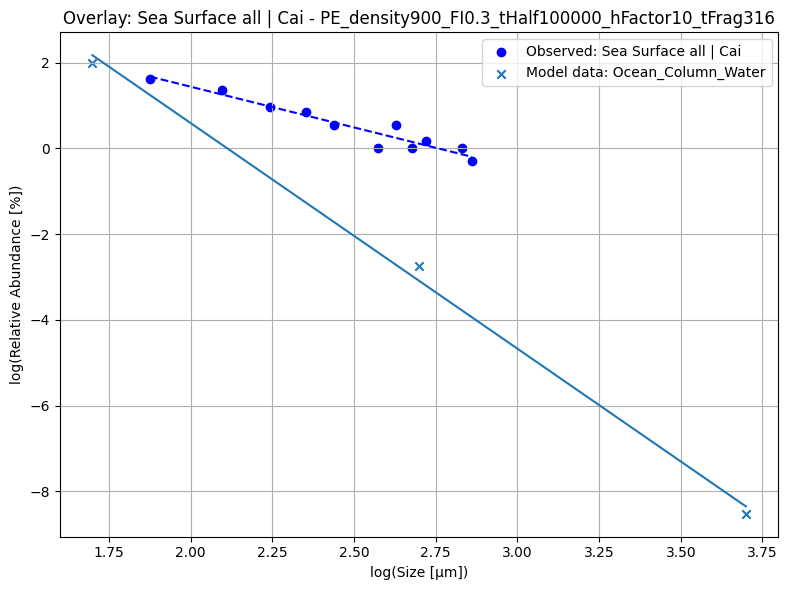 Overlay: Sea Surface all | Cai - PE_density900_FI0.3_tHalf100000_hFactor10_tFrag316
Observed: Sea Surface all | Cai
Model data: Ocean_Column_Water
log(Relative Abundance [%])
2
0
−2
−4
−6
−8
1.75 2.00 2.25 2.50 2.75 3.00 3.25 3.50 3.75
log(Size [μm])